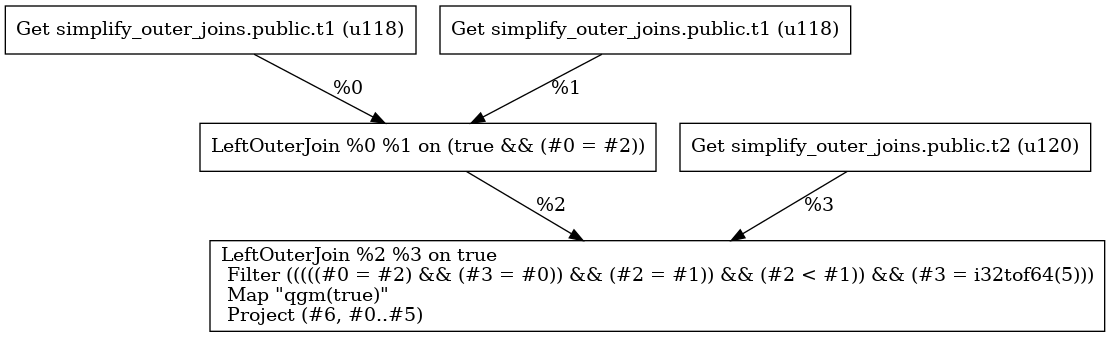 Get simplify_outer_joins.public.t1 (u118)
Get simplify_outer_joins.public.t1 (u118)
%0
%1
LeftOuterJoin %0 %1 on (true && (#0 = #2))
Get simplify_outer_joins.public.t2 (u120)
%2
%3
LeftOuterJoin %2 %3 on true
Filter (((((#0 = #2) && (#3 = #0)) && (#2 = #1)) && (#2 < #1)) && (#3 = i32tof64(5)))
Map "qgm(true)"
Project (#6, #0..#5)